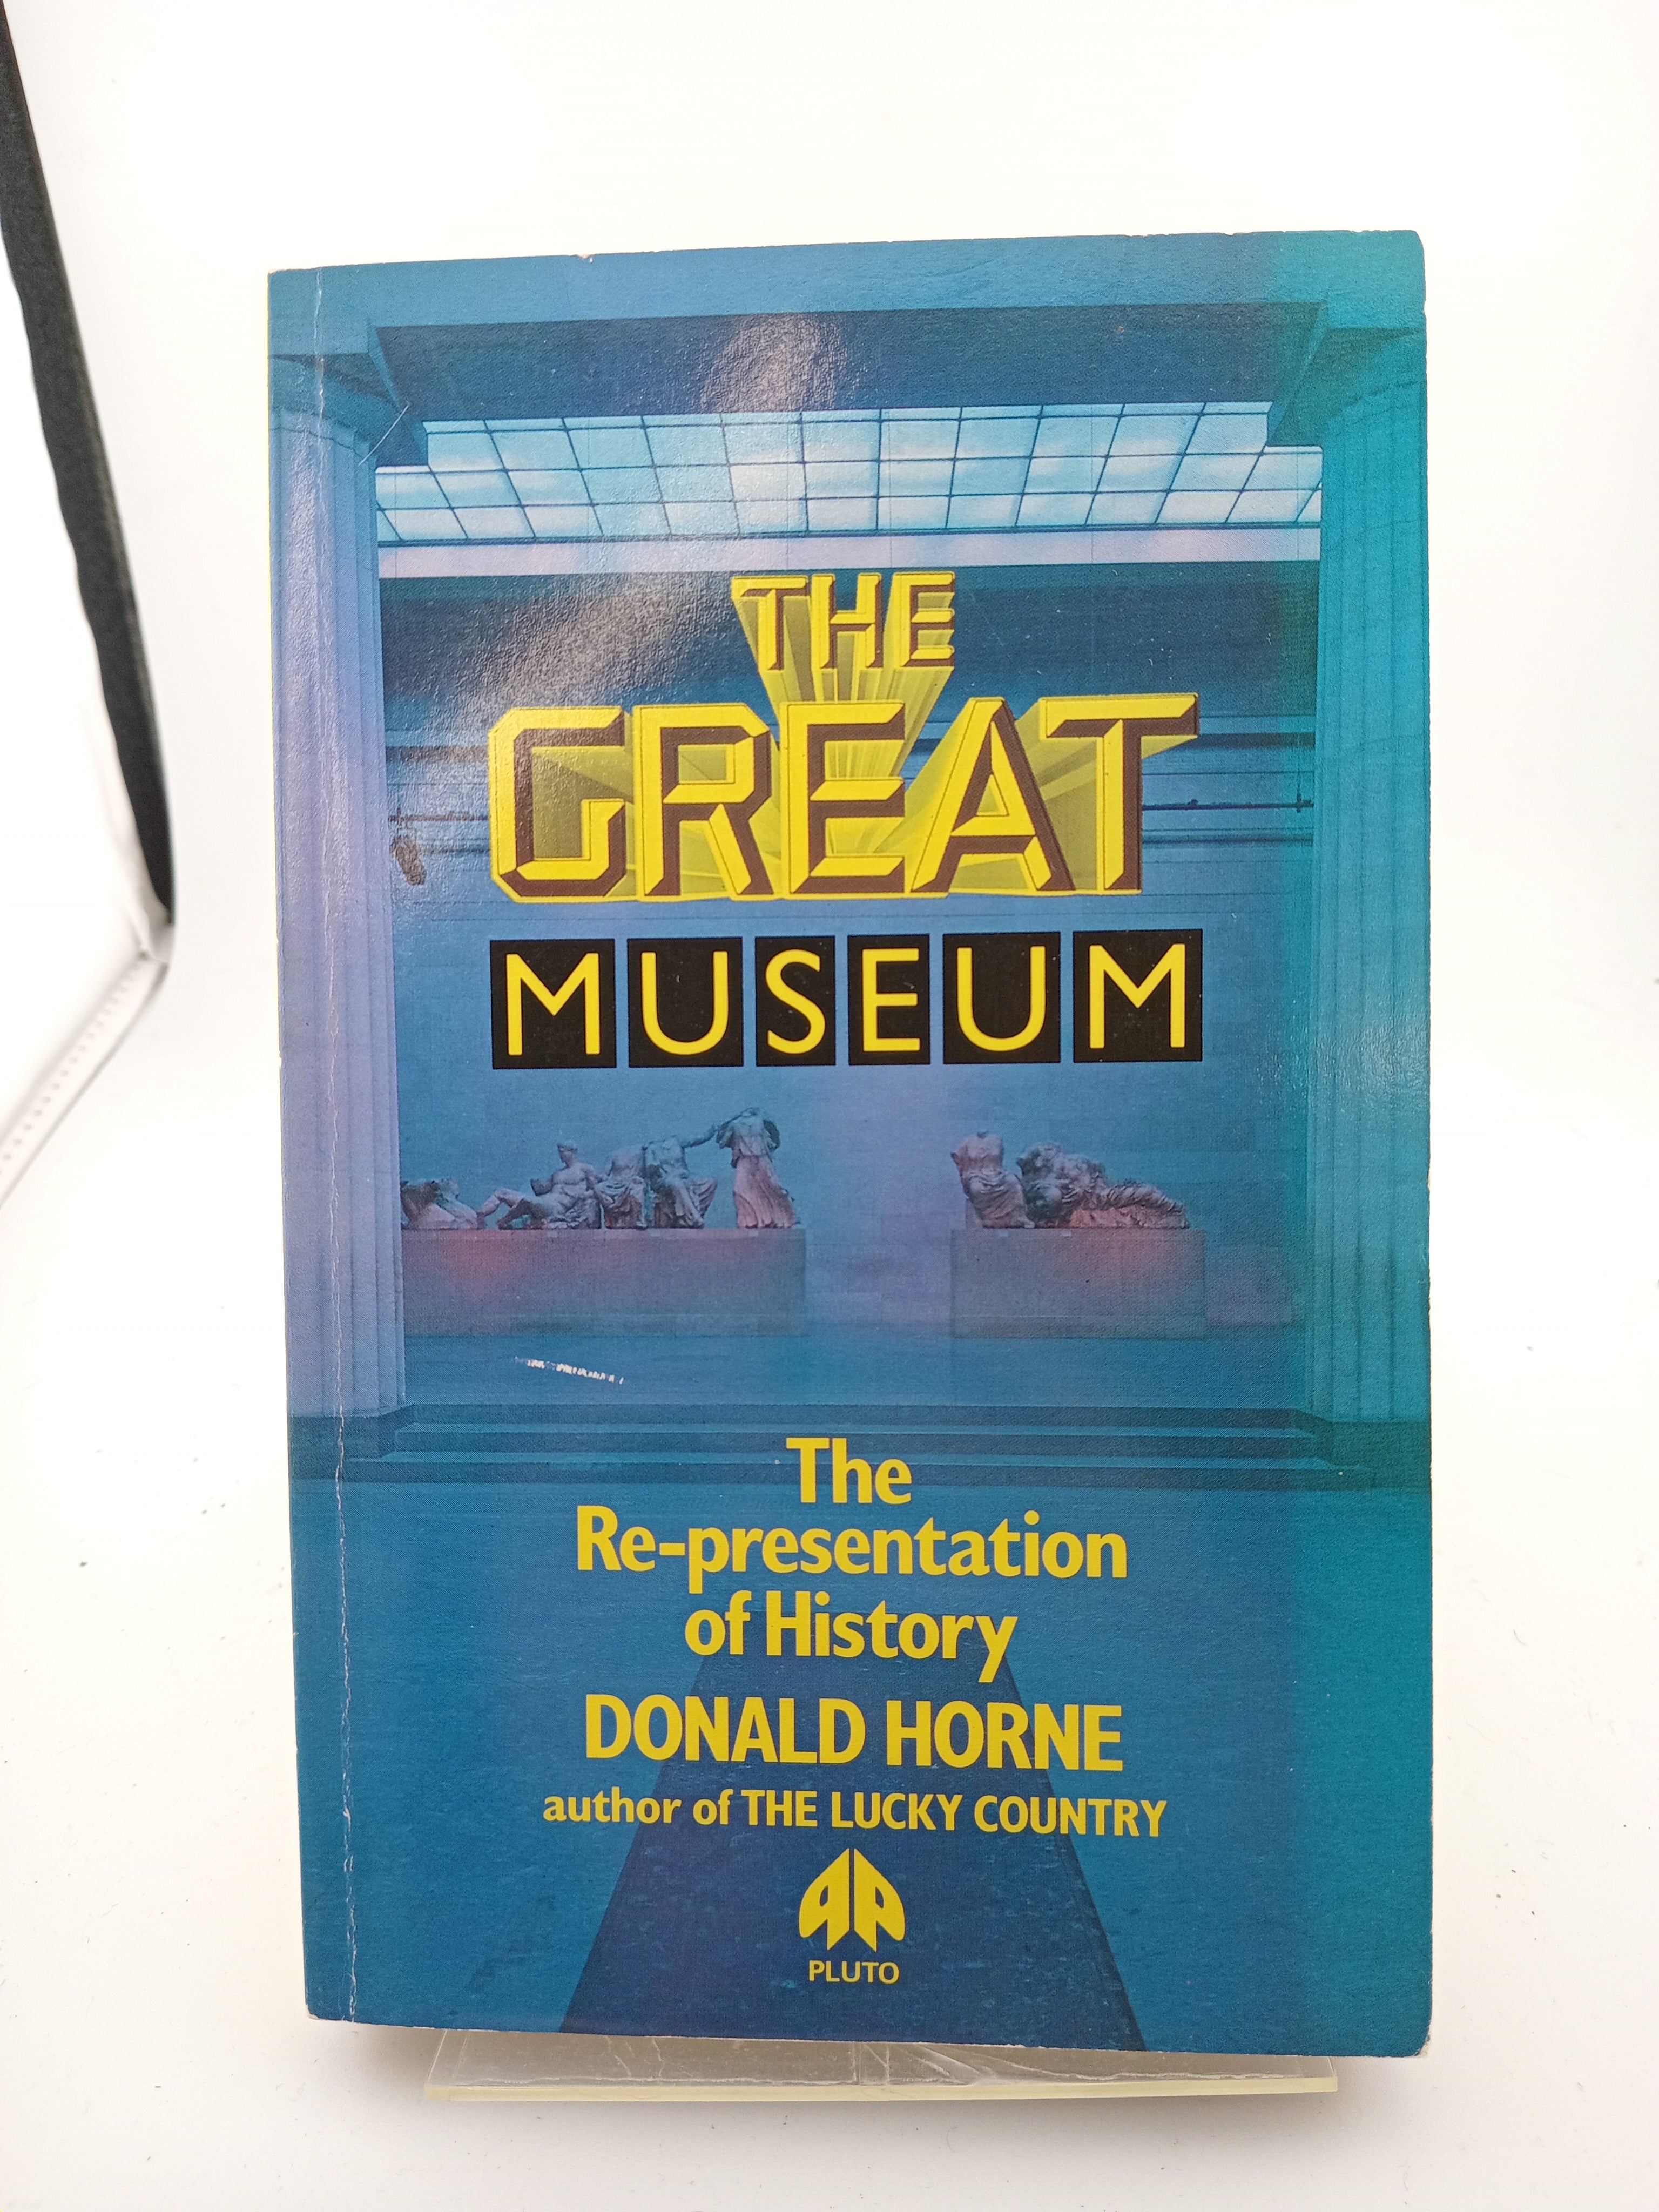 THE
GREAT
MUSEUM
The
Re-presentation
of History
DONALD HORNE
author of THE LUCKY COUNTRY
PLUTO